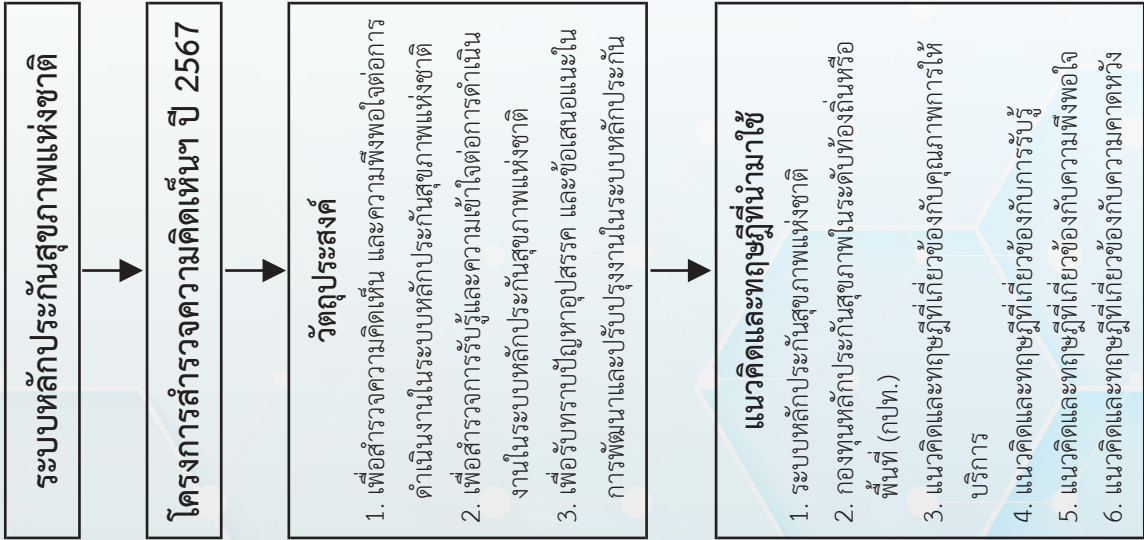 ระบบหลักประกันสุขภาพแห่งชาติ
โครงการสำรวจความคิดเห็นฯ ปี 2567
วัตถุประสงค์
1. เพื่อสำรวจความคิดเห็น และความพึงพอใจต่อการ
ดำเนินงานในระบบหลักประกันสุขภาพแห่งชาติ
2. เพื่อสำรวจการรับรู้และความเข้าใจต่อการดำเนิน
งานในระบบหลักประกันสุขภาพแห่งชาติ
3. เพื่อรับทราบปัญหาอุปสรรค และข้อเสนอแนะใน
การพัฒนาและปรับปรุงงานในระบบหลักประกัน
แนวคิดและทฤษฎีที่นำมาใช้
1. ระบบหลักประกันสุขภาพแห่งชาติ
2. กองทุนหลักประกันสุขภาพในระดับท้องถิ่นหรือ
พื้นที่ (กปท.)
3. แนวคิดและทฤษฎีที่เกี่ยวข้องกับคุณภาพการให้
บริการ
4. แนวคิดและทฤษฎีที่เกี่ยวข้องกับการรับรู้
5. แนวคิดและทฤษฎีที่เกี่ยวข้องกับความพึงพอใจ
6. แนวคิดและทฤษฎีที่เกี่ยวข้องกับความคาดหวัง